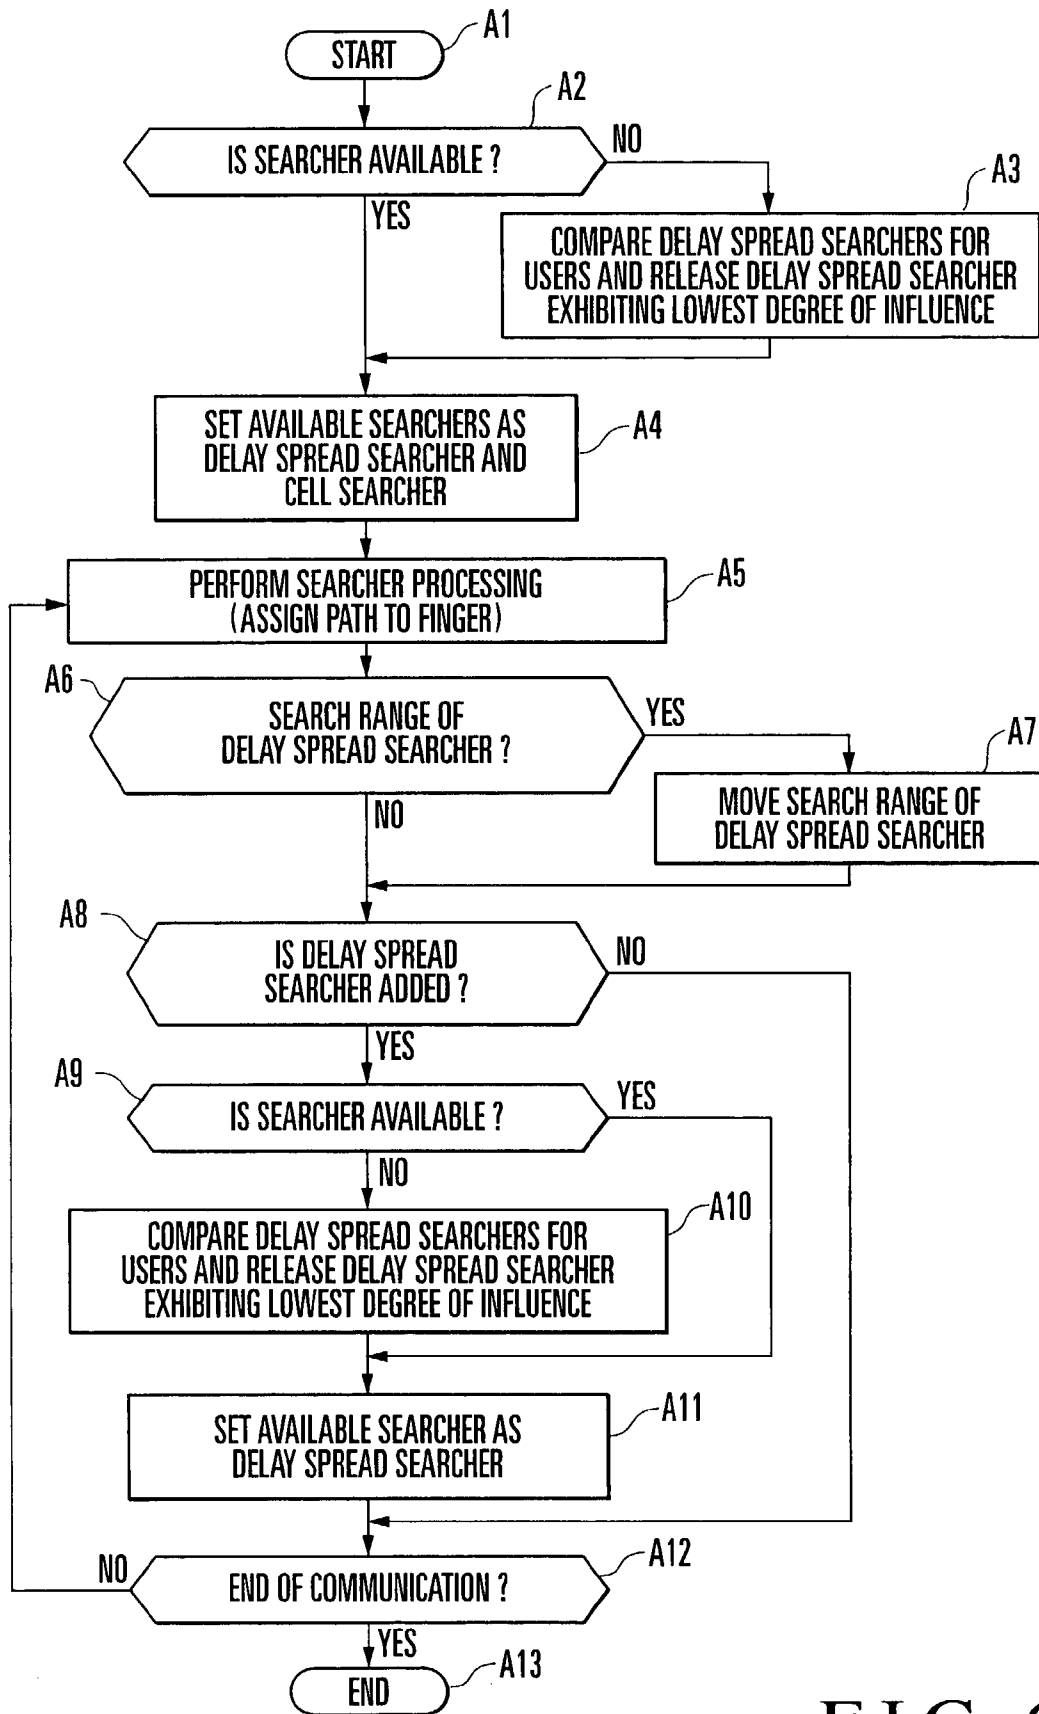 START
A1
A2
IS SEARCHER AVAILABLE ?
NO
YES
A3
COMPARE DELAY SPREAD SEARCHERS FOR
USERS AND RELEASE DELAY SPREAD SEARCHER
EXHIBITING LOWEST DEGREE OF INFLUENCE
SET AVAILABLE SEARCHERS AS
DELAY SPREAD SEARCHER AND
CELL SEARCHER
A4
PERFORM SEARCHER PROCESSING
(ASSIGN PATH TO FINGER)
A5
A6
SEARCH RANGE OF
DELAY SPREAD SEARCHER ?
YES
NO
A7
MOVE SEARCH RANGE OF
DELAY SPREAD SEARCHER
A8
IS DELAY SPREAD
SEARCHER ADDED ?
NO
YES
A9
IS SEARCHER AVAILABLE ?
YES
NO
A10
COMPARE DELAY SPREAD SEARCHERS FOR
USERS AND RELEASE DELAY SPREAD SEARCHER
EXHIBITING LOWEST DEGREE OF INFLUENCE
SET AVAILABLE SEARCHER AS
DELAY SPREAD SEARCHER
A11
NO
END OF COMMUNICATION ?
A12
YES
END
A13
FIG.